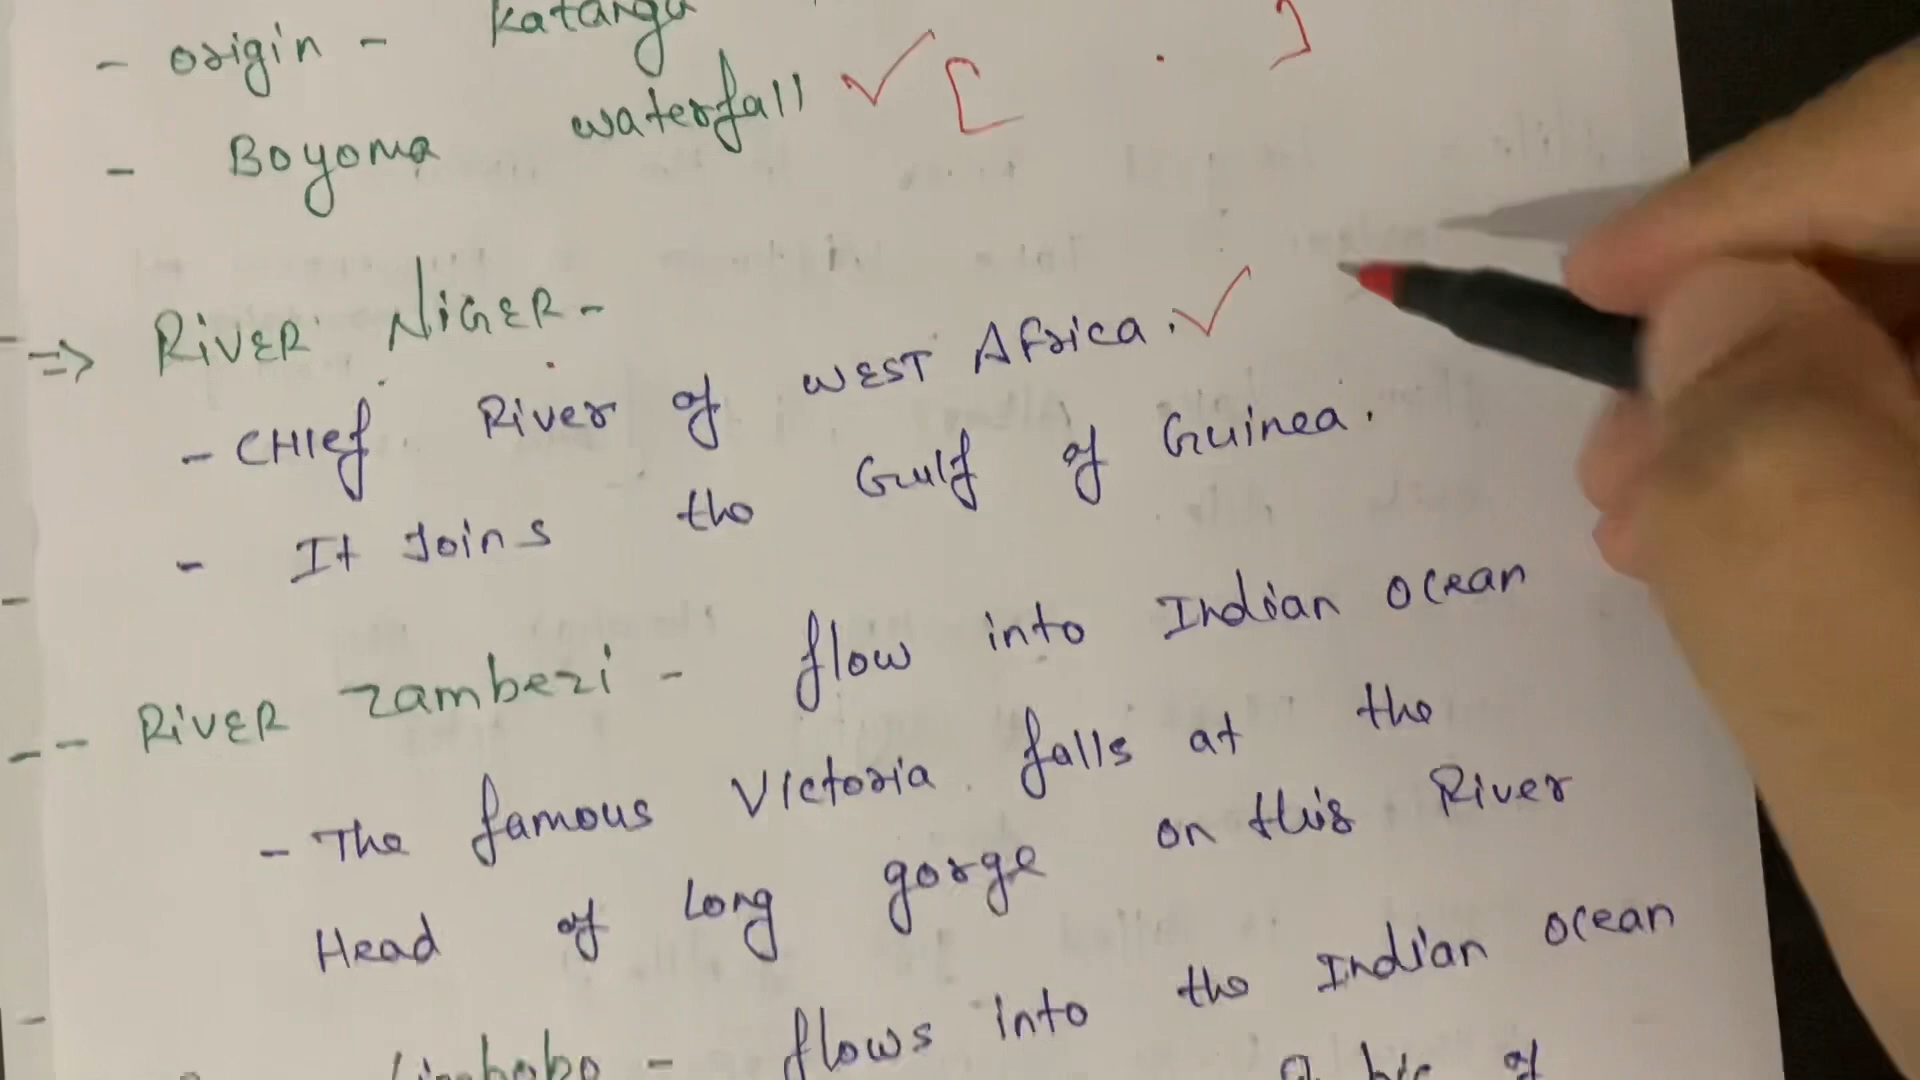 - Origin - Katanga
- Boyoma waterfall ✓ [ . ]
=> RIVER NIGER -
- CHIef River of WEST Africa. ✓
- It Joins the Gulf of Guinea.
-- RIVER Zambezi - flow into Indian Ocean
- The famous Victoria falls at the
Head of Long gorge on this River
flows into the Indian Ocean
of